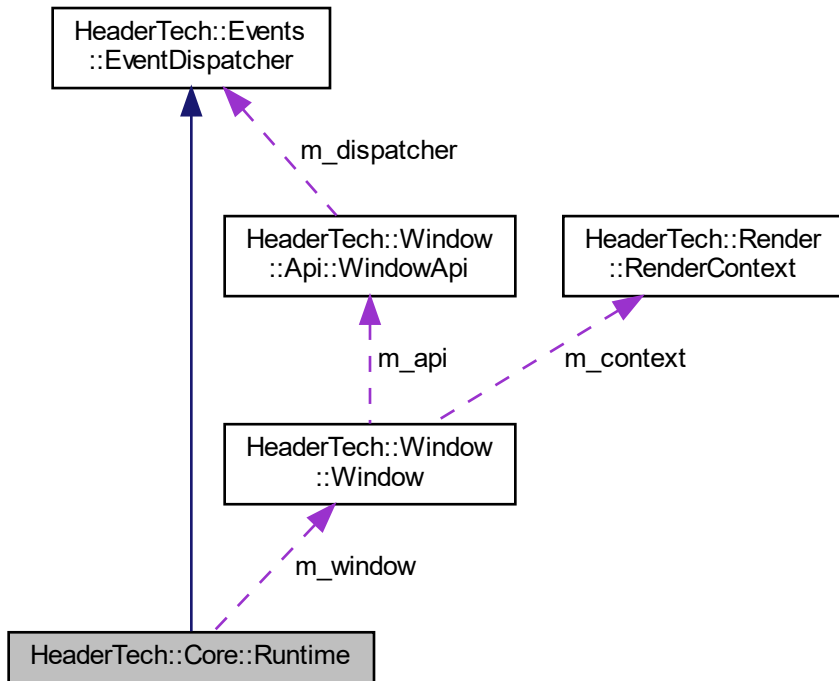 HeaderTech::Events
::EventDispatcher
m_dispatcher
HeaderTech::Window
::Api::WindowApi
HeaderTech::Render
::RenderContext
m_api
m_context
HeaderTech::Window
::Window
m_window
HeaderTech::Core::Runtime